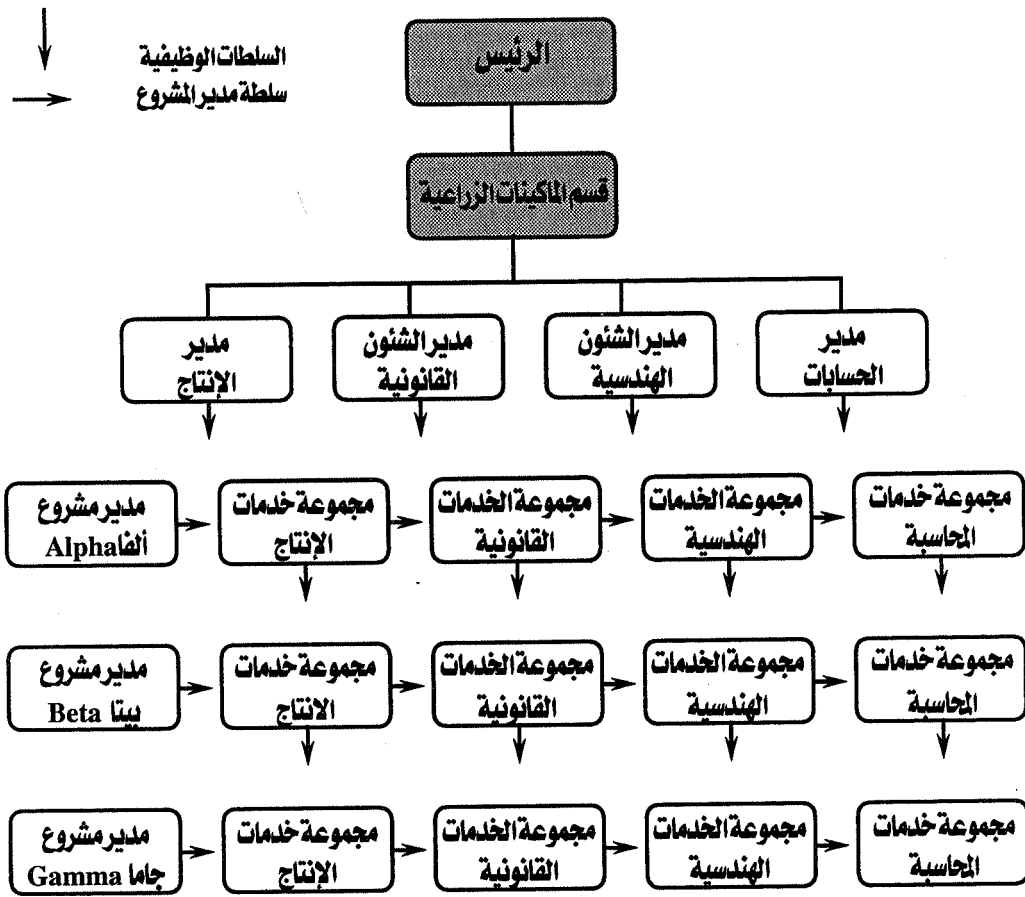 السلطات الوظيفية
سلطة مدير المشروع
الرئيس
قسم الماكينات الزراعية
مدير
الحسابات
مدير الشئون
الهندسية
مدير الشئون
القانونية
مدير
الإنتاج
مدير مشروع
ألفا Alpha
مجموعة خدمات
الإنتاج
مجموعة الخدمات
القانونية
مجموعة الخدمات
الهندسية
مجموعة خدمات
المحاسبة
مدير مشروع
بيتا Beta
مجموعة خدمات
الانتاج
مجموعة الخدمات
القانونية
مجموعة الخدمات
الهندسية
مجموعة خدمات
المحاسبة
مدير مشروع
جاما Gamma
مجموعة خدمات
الإنتاج
مجموعة الخدمات
القانونية
مجموعة الخدمات
الهندسية
مجموعة خدمات
المحاسبة